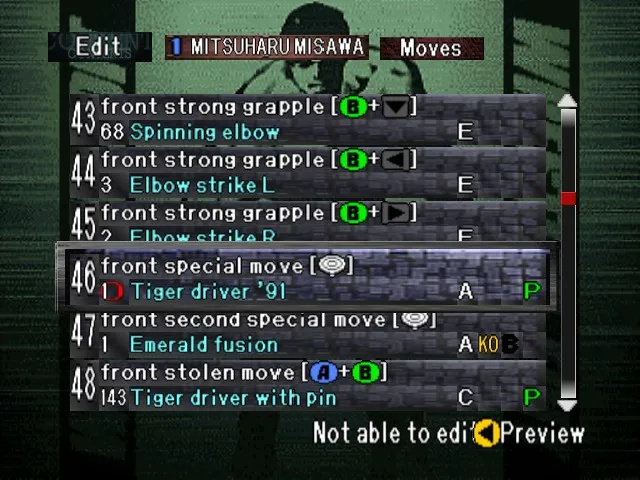 Edit 1 MITSUHARU MISAWA Moves
43 front strong grapple [B+▼]
68 Spinning elbow E
44 front strong grapple [B+◀]
3 Elbow strike L E
45 front strong grapple [B+▶]
2 Elbow strike R E
46 front special move [ ]
Tiger driver '91 A P
47 front second special move [ ]
1 Emerald fusion A KO B
48 front stolen move [A+B]
143 Tiger driver with pin C P
Not able to edit ◀ Preview